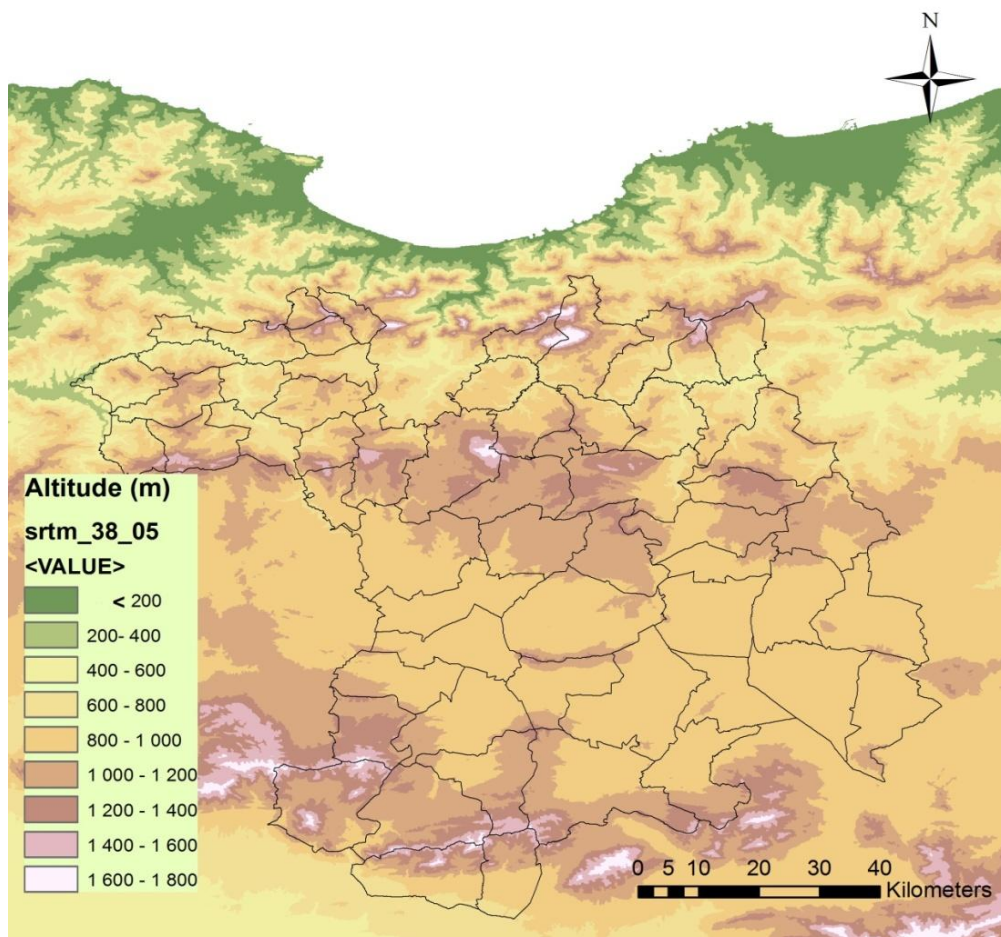 N
Altitude (m)
srtm_38_05
<VALUE>
< 200
200- 400
400 - 600
600 - 800
800 - 1 000
1 000 - 1 200
1 200 - 1 400
1 400 - 1 600
1 600 - 1 800
0 5 10 20 30 40
Kilometers